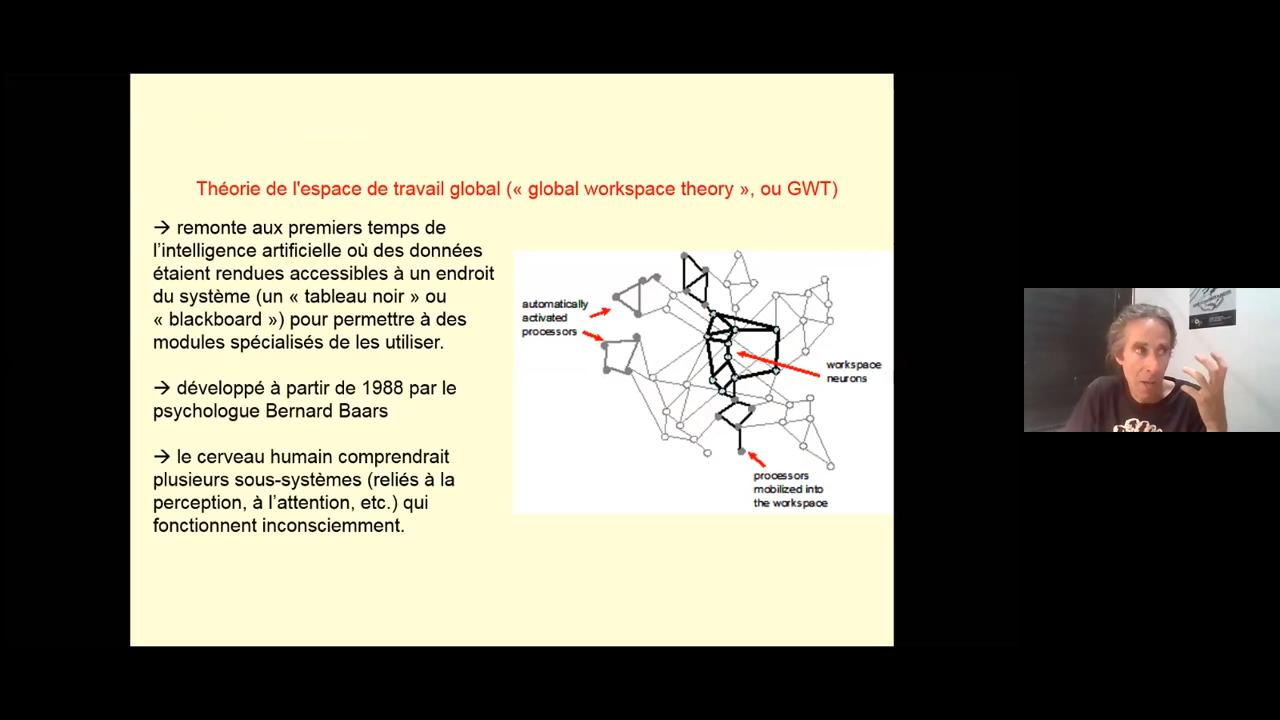 Théorie de l'espace de travail global (« global workspace theory », ou GWT)
→ remonte aux premiers temps de
l'intelligence artificielle où des données
étaient rendues accessibles à un endroit
du système (un « tableau noir » ou
« blackboard ») pour permettre à des
modules spécialisés de les utiliser.
→ développé à partir de 1988 par le
psychologue Bernard Baars
→ le cerveau humain comprendrait
plusieurs sous-systèmes (reliés à la
perception, à l'attention, etc.) qui
fonctionnent inconsciemment.
automatically
activated
processors
workspace
neurons
processors
mobilized into
the workspace